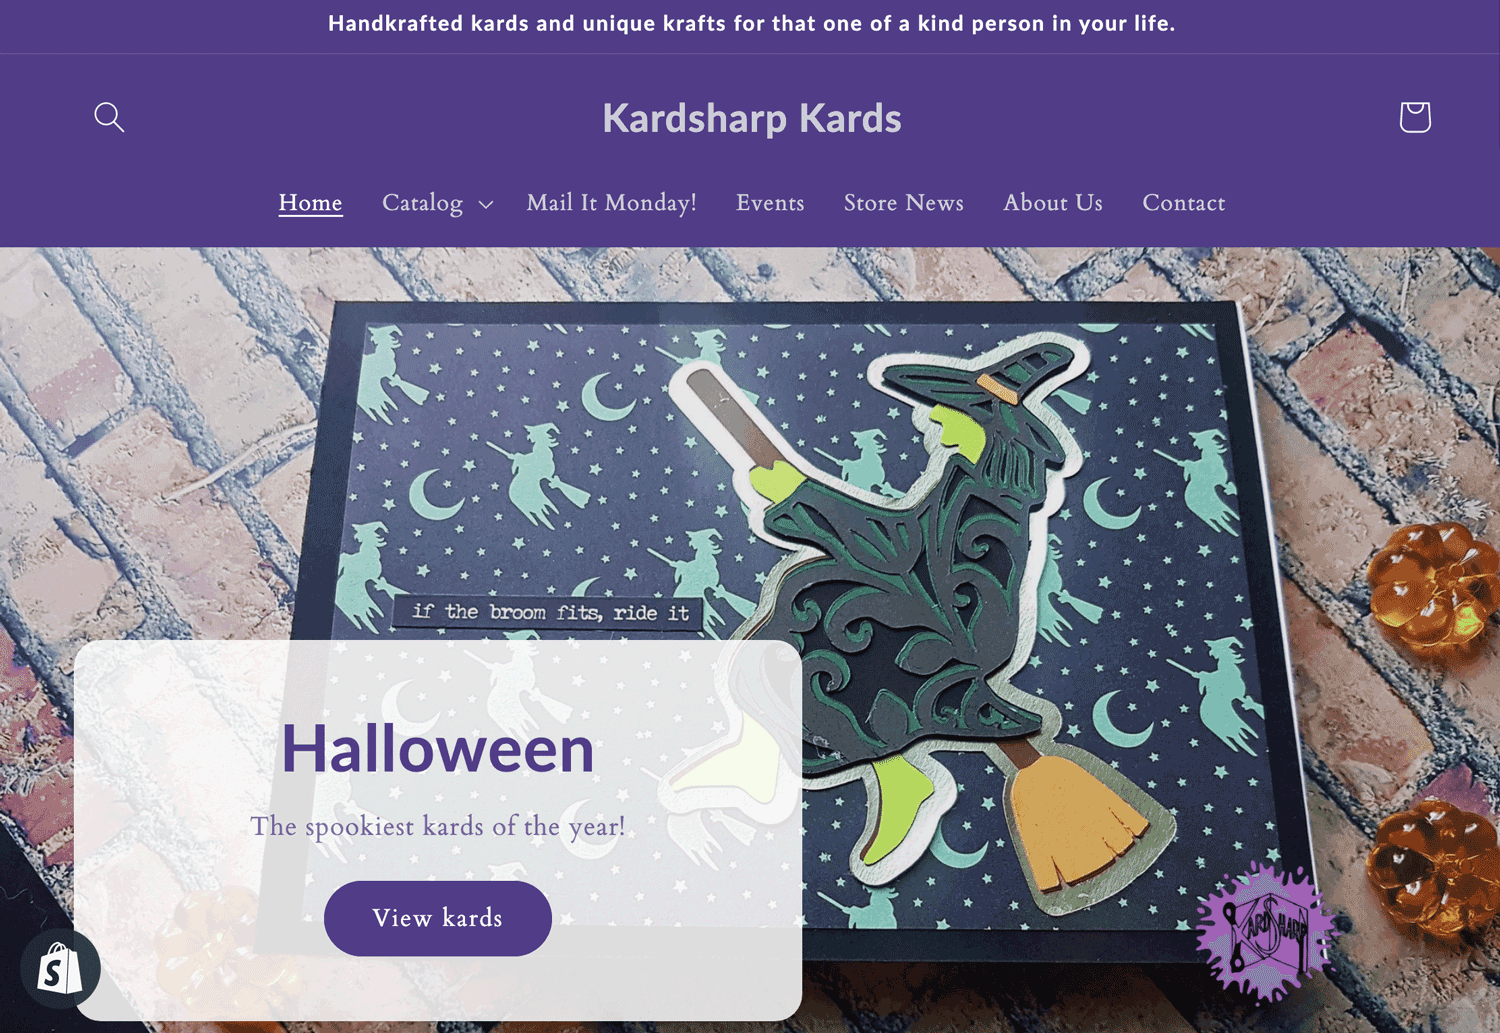 Handkrafted kards and unique krafts for that one of a kind person in your life.
Kardsharp Kards
Home Catalog Mail It Monday! Events Store News About Us Contact
if the broom fits, ride it
Halloween
The spookiest kards of the year!
View kards
KARDSHARP
S